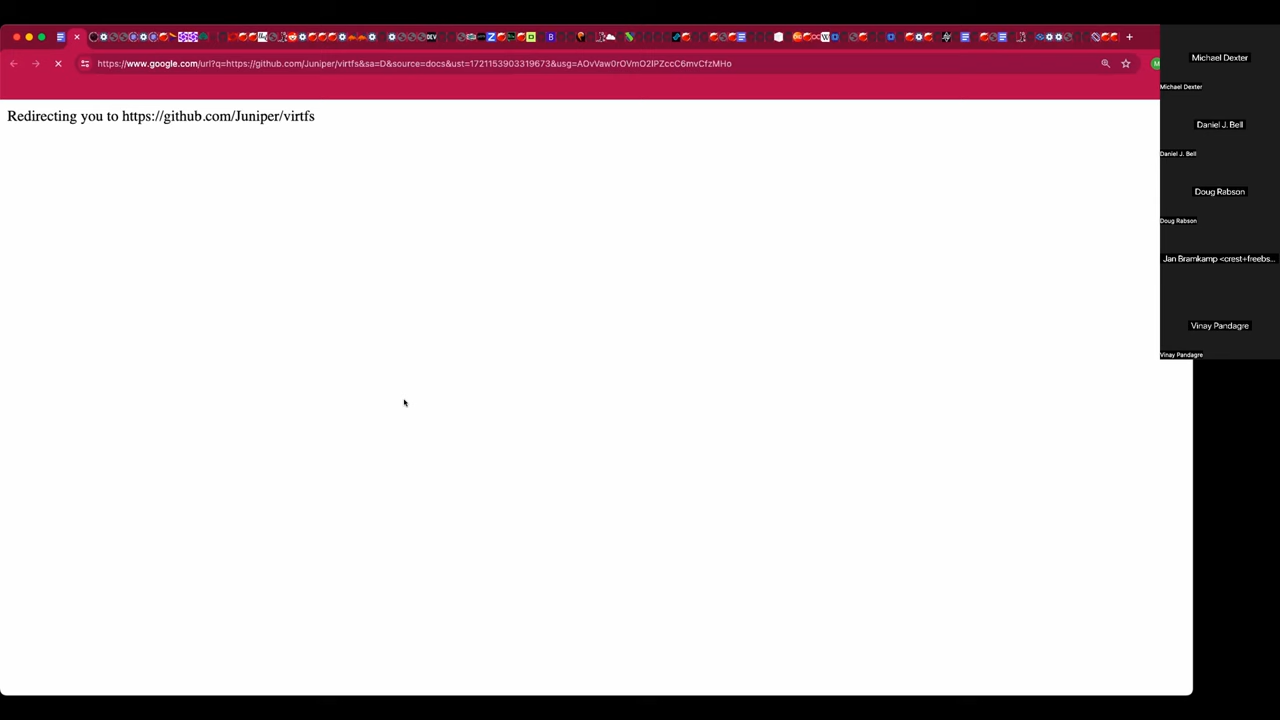 https://www.google.com/url?q=https://github.com/Juniper/virtfs&sa=D&source=docs&ust=1721153903319673&usg=AOvVaw0rOVmO2IPZccC6mvCfzMHo
Redirecting you to https://github.com/Juniper/virtfs
Michael Dexter
Michael Dexter
Daniel J. Bell
Daniel J. Bell
Doug Rabson
Doug Rabson
Jan Bramkamp <crest+freebs...
Vinay Pandagre
Vinay Pandagre